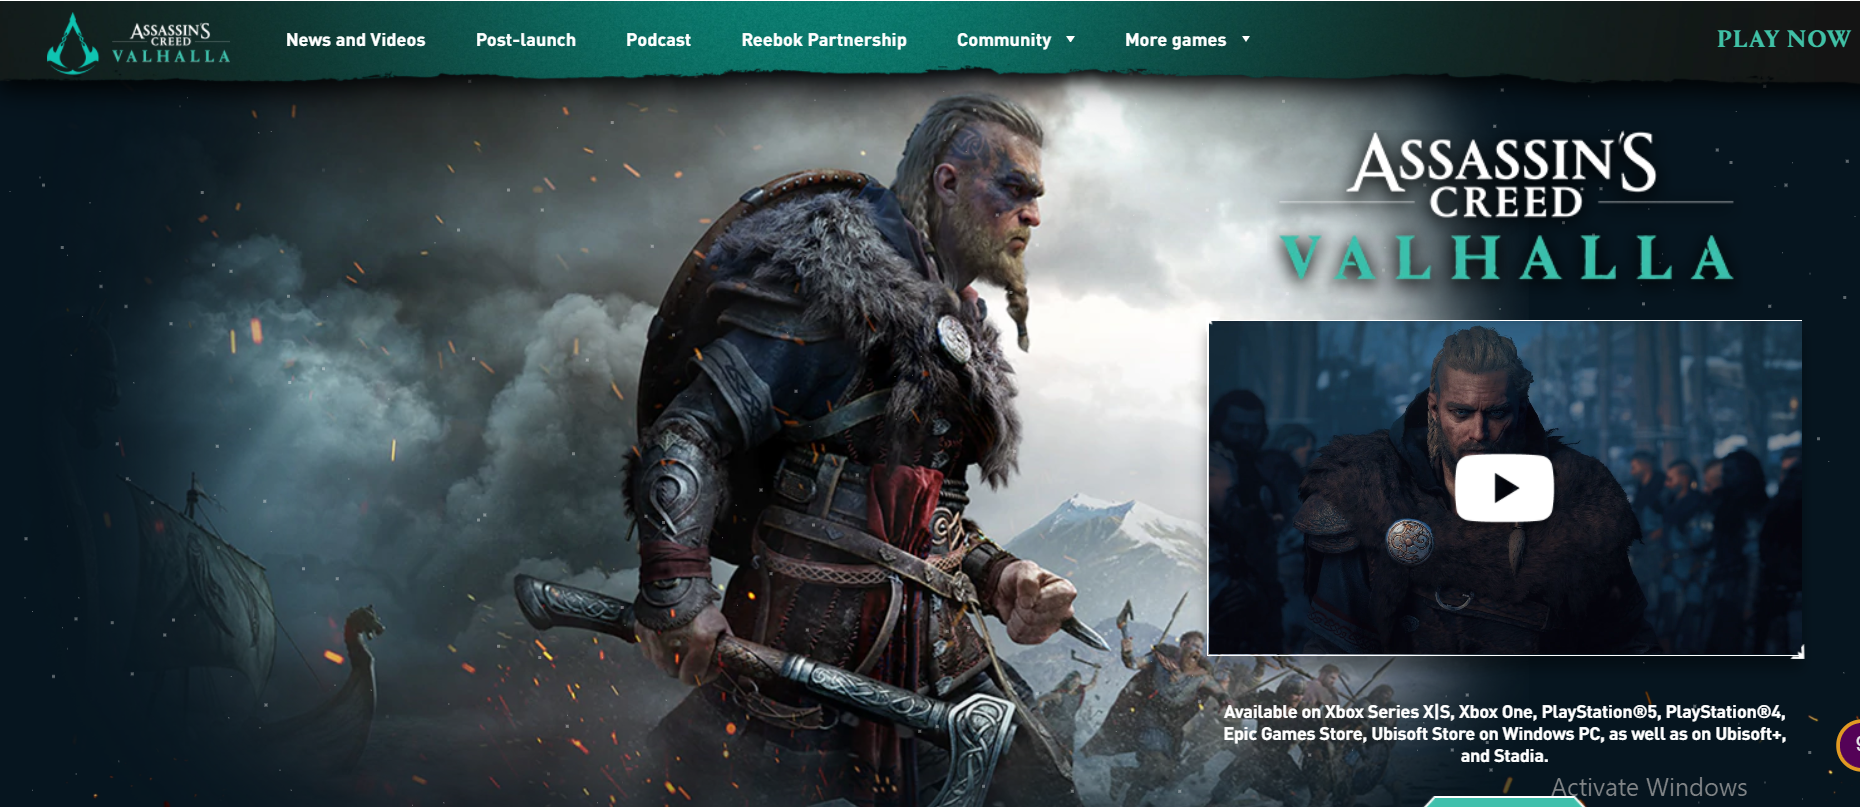 ASSASSIN'S
CREED
VALHALLA
News and Videos
Post-launch
Podcast
Reebok Partnership
Community
More games
PLAY NOW
ASSASSIN'S
CREED
VALHALLA
Available on Xbox Series X|S, Xbox One, PlayStation®5, PlayStation®4,
Epic Games Store, Ubisoft Store on Windows PC, as well as on Ubisoft+,
and Stadia.
Activate Windows